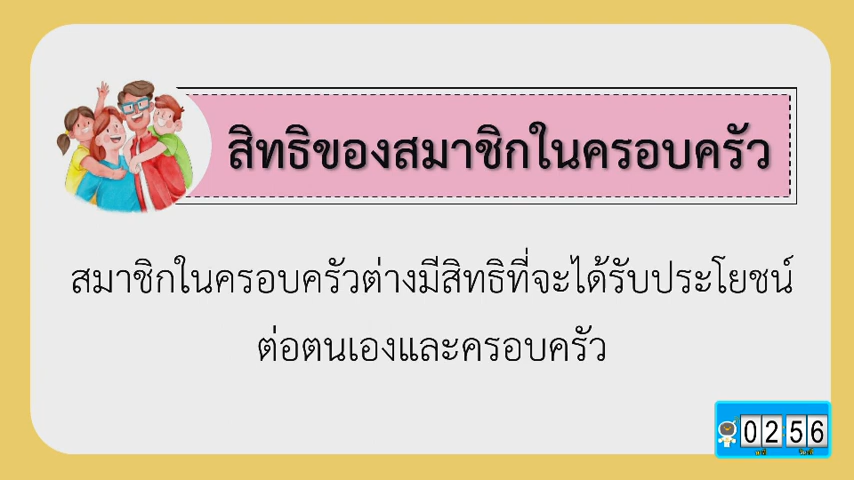 สิทธิของสมาชิกในครอบครัว
สมาชิกในครอบครัวต่างมีสิทธิที่จะได้รับประโยชน์
ต่อตนเองและครอบครัว
02 56